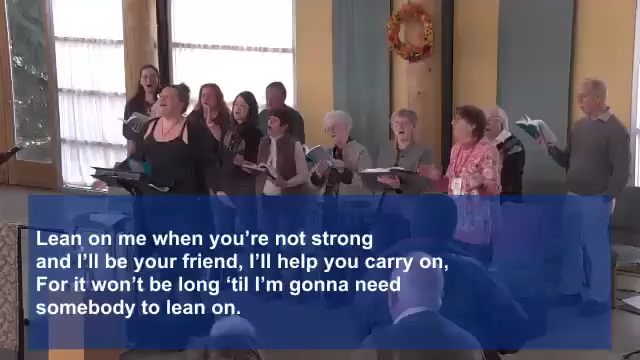 Lean on me when you’re not strong
and I’ll be your friend, I’ll help you carry on,
For it won’t be long ‘til I’m gonna need
somebody to lean on.